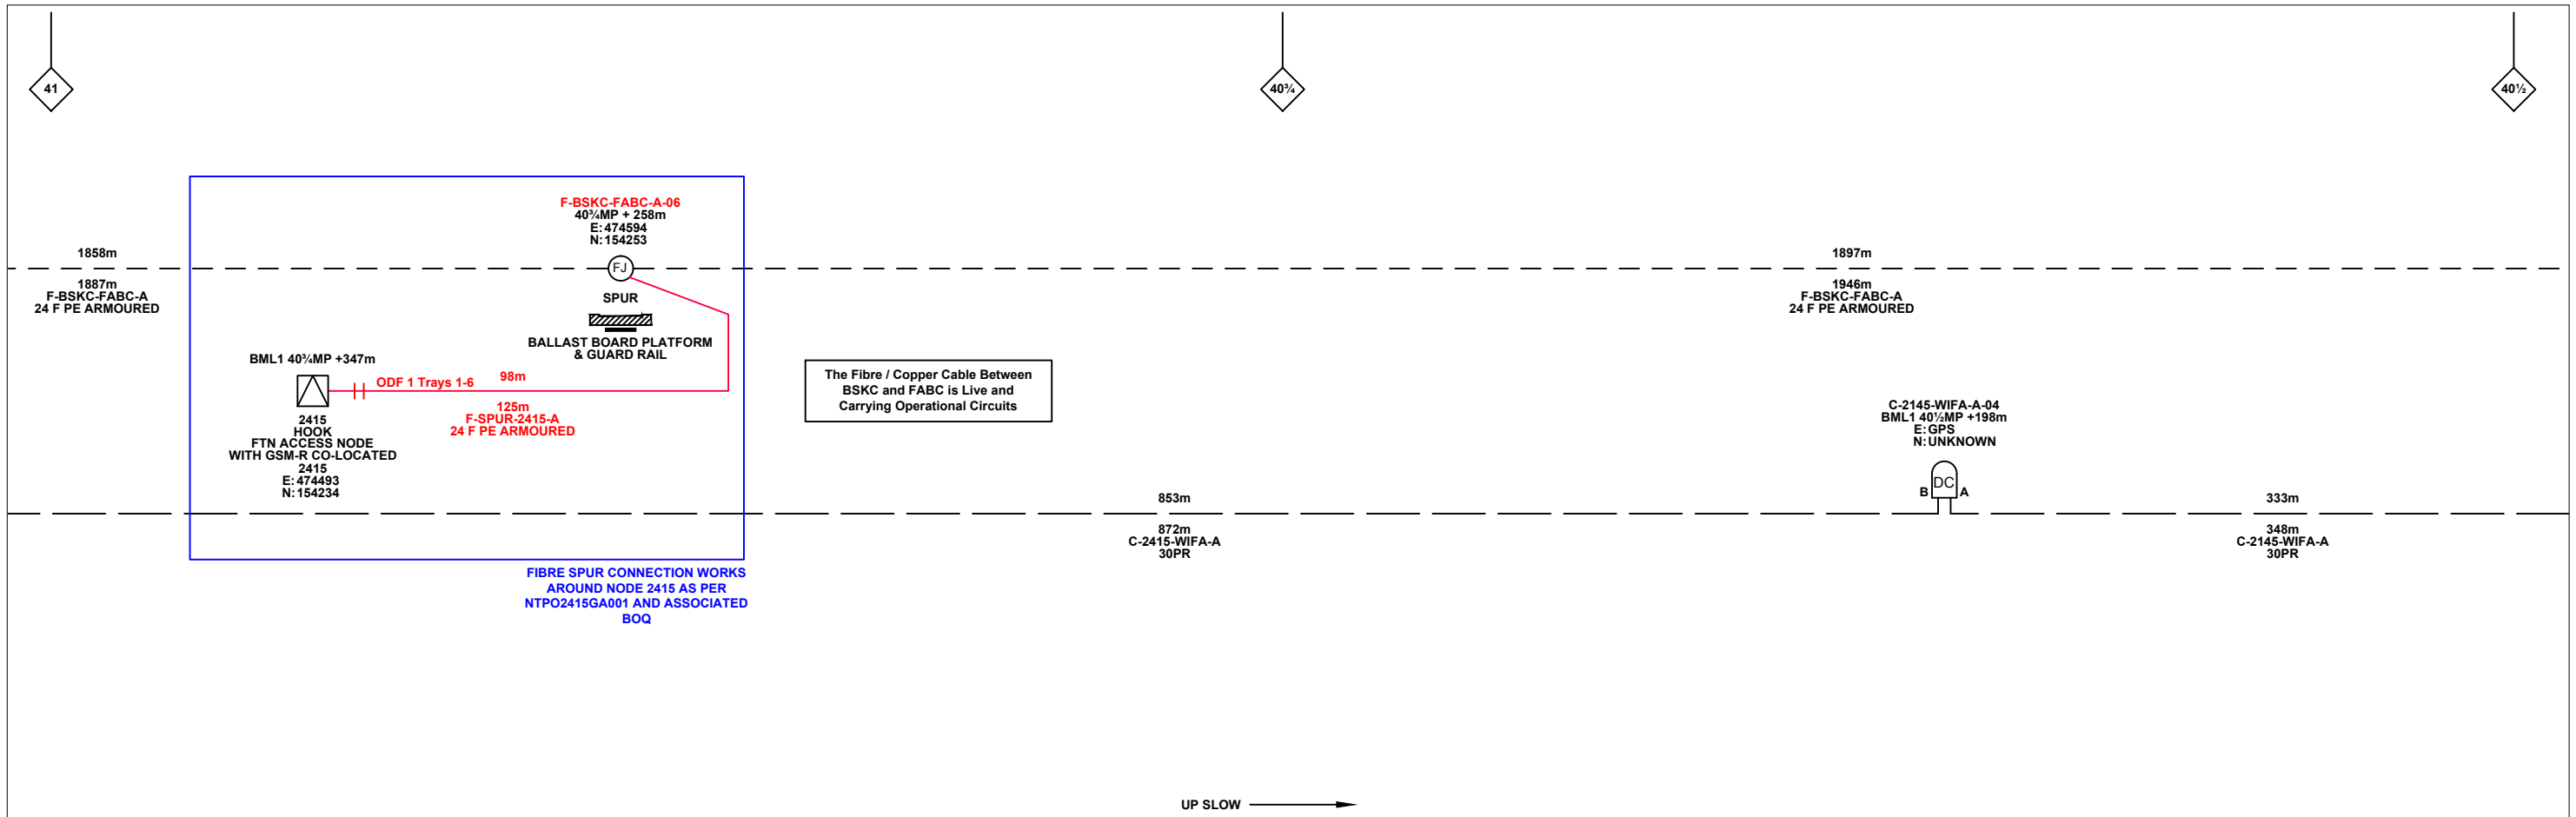 41
40¾
40½
F-BSKC-FABC-A-06
40¾MP + 258m
E: 474594
N: 154253
1858m
1887m
F-BSKC-FABC-A
24 F PE ARMOURED
FJ
1897m
1946m
F-BSKC-FABC-A
24 F PE ARMOURED
SPUR
BALLAST BOARD PLATFORM
& GUARD RAIL
BML1 40¾MP +347m
ODF 1 Trays 1-6
98m
125m
F-SPUR-2415-A
24 F PE ARMOURED
2415
HOOK
FTN ACCESS NODE
WITH GSM-R CO-LOCATED
2415
E: 474493
N: 154234
The Fibre / Copper Cable Between
BSKC and FABC is Live and
Carrying Operational Circuits
C-2145-WIFA-A-04
BML1 40½MP +198m
E: GPS
N: UNKNOWN
DC
B
A
853m
872m
C-2415-WIFA-A
30PR
333m
348m
C-2145-WIFA-A
30PR
FIBRE SPUR CONNECTION WORKS
AROUND NODE 2415 AS PER
NTPO2415GA001 AND ASSOCIATED
BOQ
UP SLOW